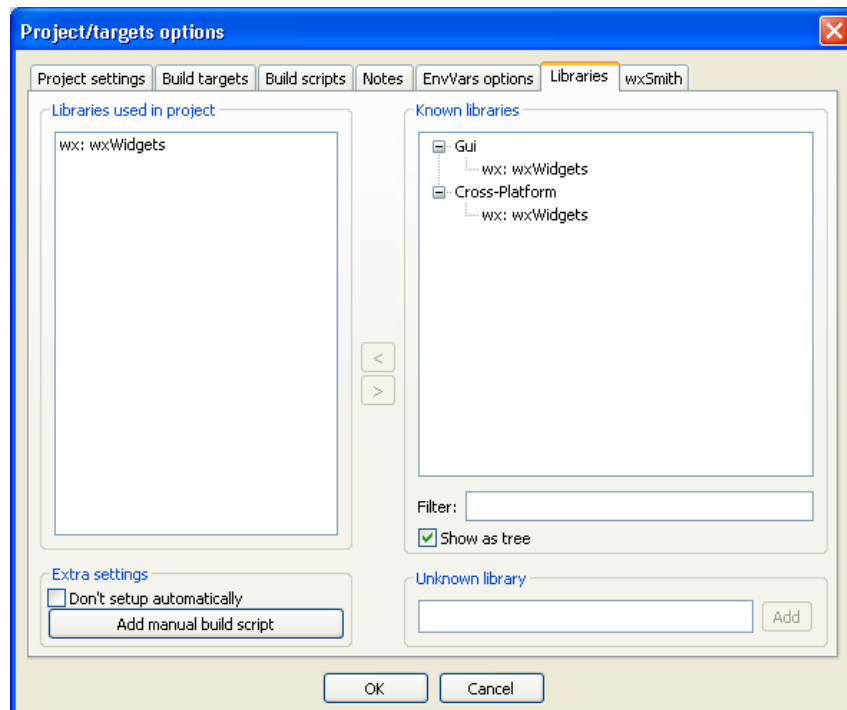 Project/targets options
Project settings Build targets Build scripts Notes EnvVars options Libraries wxSmith
Libraries used in project
wx: wxWidgets
Known libraries
Gui
wx: wxWidgets
Cross-Platform
wx: wxWidgets
<
>
Filter:
Show as tree
Extra settings
Don't setup automatically
Add manual build script
Unknown library
Add
OK Cancel